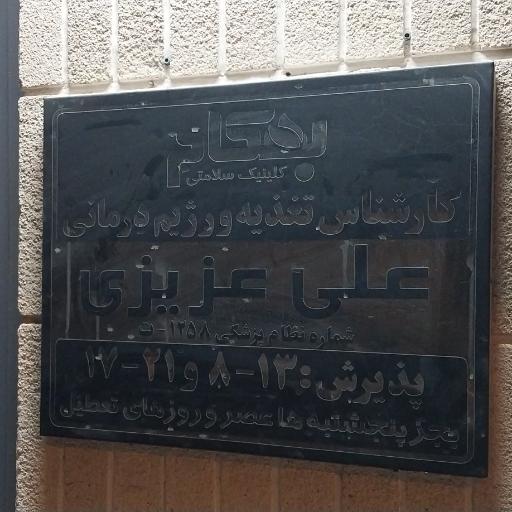 بهکام
کلینیک سلامتی
کارشناس تغذیه و رژیم درمانی
علی عزیزی
شماره نظام پزشکی ۱۲۵۸ - ت
پذیرش: ۱۳-۸ و ۲۱-۱۷
بجز پنجشنبه ها عصر و روزهای تعطیل